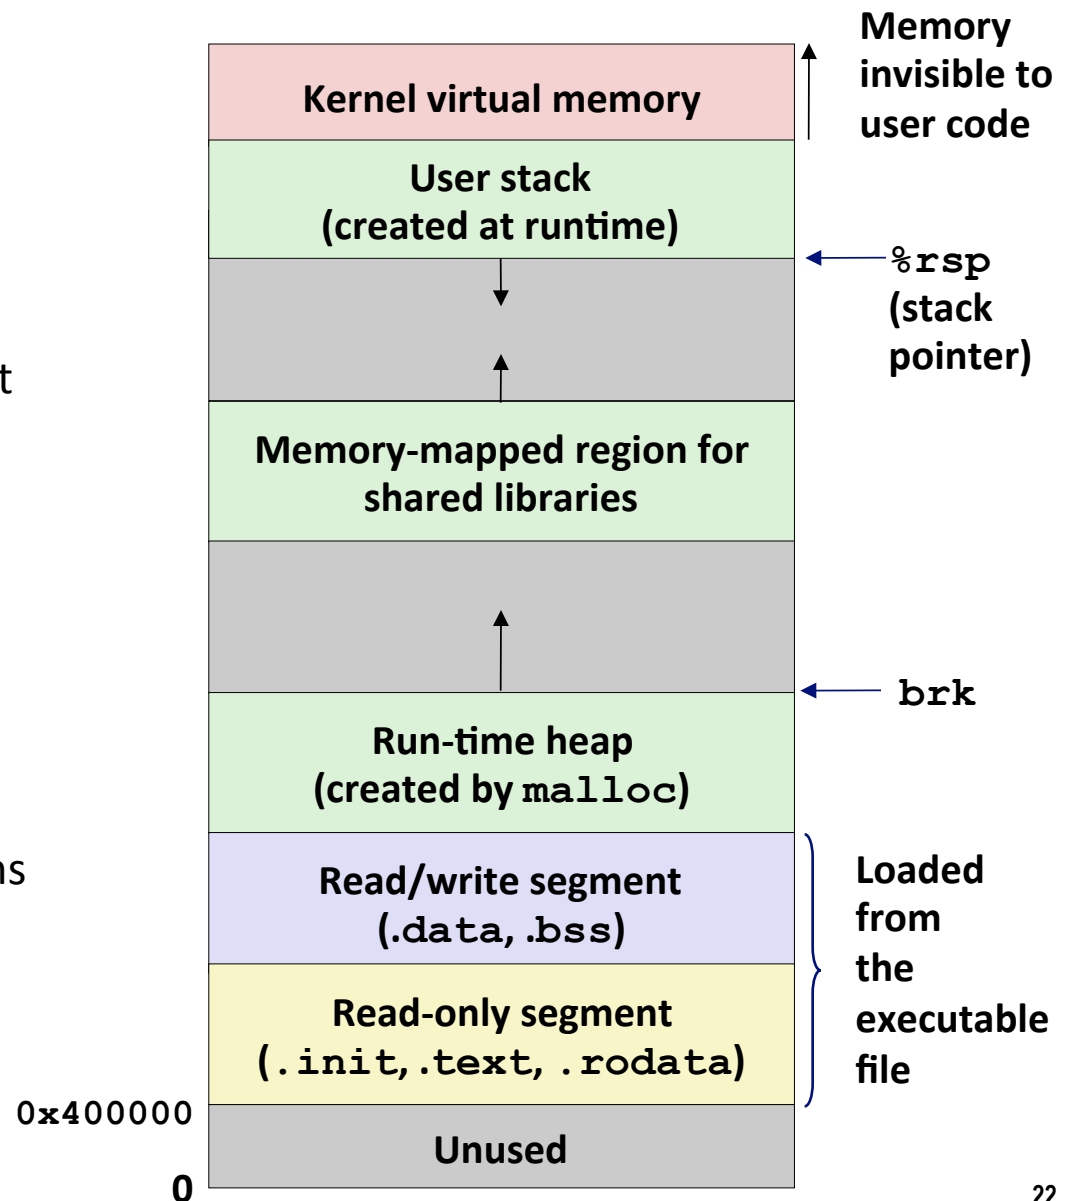 Memory
invisible to
user code
Kernel virtual memory
User stack
(created at runtime)
%rsp
(stack
pointer)
t
Memory-mapped region for
shared libraries
brk
Run-time heap
(created by malloc)
ns
Read/write segment
(.data, .bss)
Loaded
from
the
executable
file
Read-only segment
(.init, .text, .rodata)
0x400000
Unused
0
22